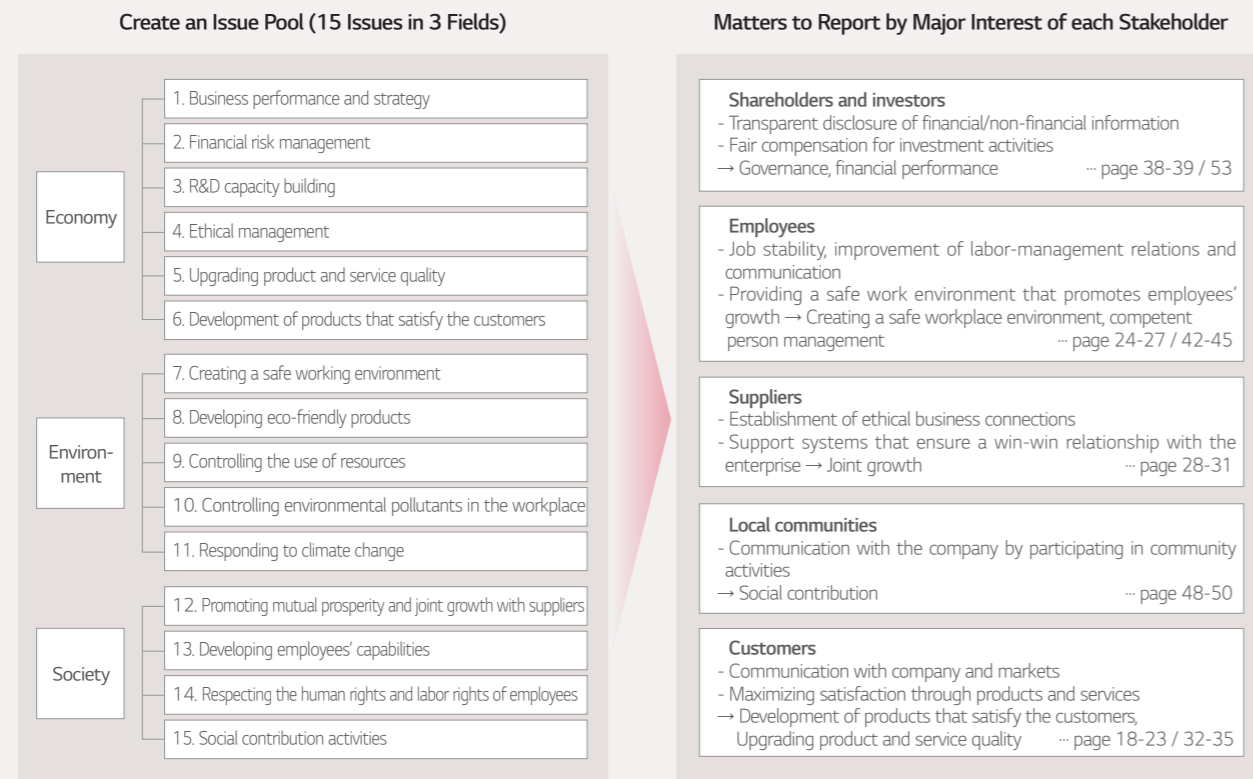 Create an Issue Pool (15 Issues in 3 Fields)
Economy
1. Business performance and strategy
2. Financial risk management
3. R&D capacity building
4. Ethical management
5. Upgrading product and service quality
6. Development of products that satisfy the customers
Environ-
ment
7. Creating a safe working environment
8. Developing eco-friendly products
9. Controlling the use of resources
10. Controlling environmental pollutants in the workplace
11. Responding to climate change
Society
12. Promoting mutual prosperity and joint growth with suppliers
13. Developing employees’ capabilities
14. Respecting the human rights and labor rights of employees
15. Social contribution activities
Matters to Report by Major Interest of each Stakeholder
Shareholders and investors
- Transparent disclosure of financial/non-financial information
- Fair compensation for investment activities
→ Governance, financial performance ··· page 38-39 / 53
Employees
- Job stability, improvement of labor-management relations and
communication
- Providing a safe work environment that promotes employees’
growth → Creating a safe workplace environment, competent
person management ··· page 24-27 / 42-45
Suppliers
- Establishment of ethical business connections
- Support systems that ensure a win-win relationship with the
enterprise → Joint growth ··· page 28-31
Local communities
- Communication with the company by participating in community
activities
→ Social contribution ··· page 48-50
Customers
- Communication with company and markets
- Maximizing satisfaction through products and services
→ Development of products that satisfy the customers,
Upgrading product and service quality ··· page 18-23 / 32-35